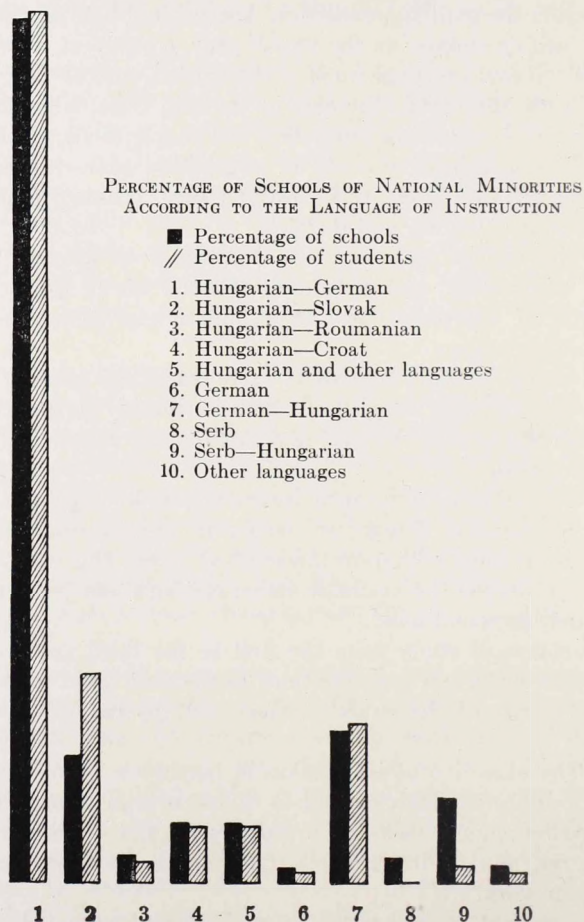 PERCENTAGE OF SCHOOLS OF NATIONAL MINORITIES
ACCORDING TO THE LANGUAGE OF INSTRUCTION
Percentage of schools
Percentage of students
1. Hungarian—German
2. Hungarian—Slovak
3. Hungarian—Roumanian
4. Hungarian—Croat
5. Hungarian and other languages
6. German
7. German—Hungarian
8. Serb
9. Serb—Hungarian
10. Other languages
1 2 3 4 5 6 7 8 9 10